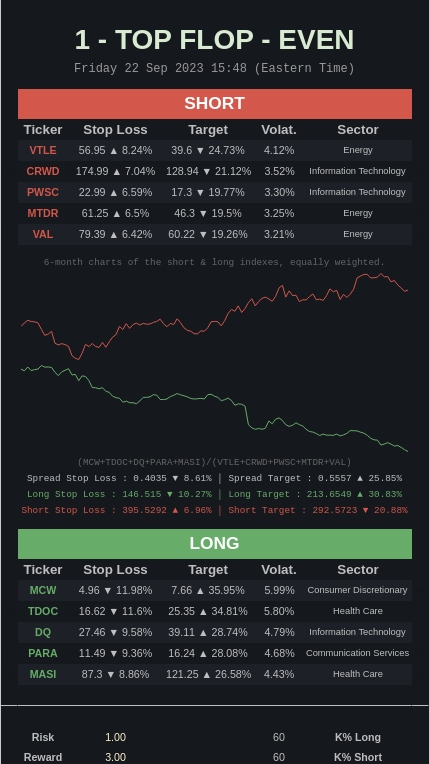 1 - TOP FLOP - EVEN
Friday 22 Sep 2023 15:48 (Eastern Time)
SHORT
Ticker Stop Loss Target Volat. Sector
VTLE 56.95 ▲ 8.24% 39.6 ▼ 24.73% 4.12% Energy
CRWD 174.99 ▲ 7.04% 128.94 ▼ 21.12% 3.52% Information Technology
PWSC 22.99 ▲ 6.59% 17.3 ▼ 19.77% 3.30% Information Technology
MTDR 61.25 ▲ 6.5% 46.3 ▼ 19.5% 3.25% Energy
VAL 79.39 ▲ 6.42% 60.22 ▼ 19.26% 3.21% Energy
6-month charts of the short & long indexes, equally weighted.
(MCW+TDOC+DQ+PARA+MASI)/(VTLE+CRWD+PWSC+MTDR+VAL)
Spread Stop Loss : 0.4035 ▼ 8.61% | Spread Target : 0.5557 ▲ 25.85%
Long Stop Loss : 146.515 ▼ 10.27% | Long Target : 213.6549 ▲ 30.83%
Short Stop Loss : 395.5292 ▲ 6.96% | Short Target : 292.5723 ▼ 20.88%
LONG
Ticker Stop Loss Target Volat. Sector
MCW 4.96 ▼ 11.98% 7.66 ▲ 35.95% 5.99% Consumer Discretionary
TDOC 16.62 ▼ 11.6% 25.35 ▲ 34.81% 5.80% Health Care
DQ 27.46 ▼ 9.58% 39.11 ▲ 28.74% 4.79% Information Technology
PARA 11.49 ▼ 9.36% 16.24 ▲ 28.08% 4.68% Communication Services
MASI 87.3 ▼ 8.86% 121.25 ▲ 26.58% 4.43% Health Care
Risk 1.00 60 K% Long
Reward 3.00 60 K% Short